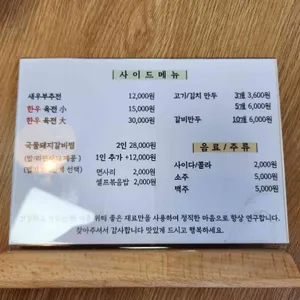 사이드메뉴
새우부추전 12,000원
한우 육전 小 15,000원
한우 육전 大 30,000원
고기/김치 만두 3개 3,600원
5개 6,000원
갈비만두 10개 6,000원
국물돼지갈비찜 2인 28,000원
1인 추가 +12,000원
면사리 2,000원
셀프볶음밥 2,000원
음료/주류
사이다/콜라 2,000원
소주 5,000원
맥주 5,000원
위해 좋은 재료만을 사용하여 정직한 마음으로 항상 연구합니다.
찾아주셔서 감사합니다 맛있게 드시고 행복하세요.